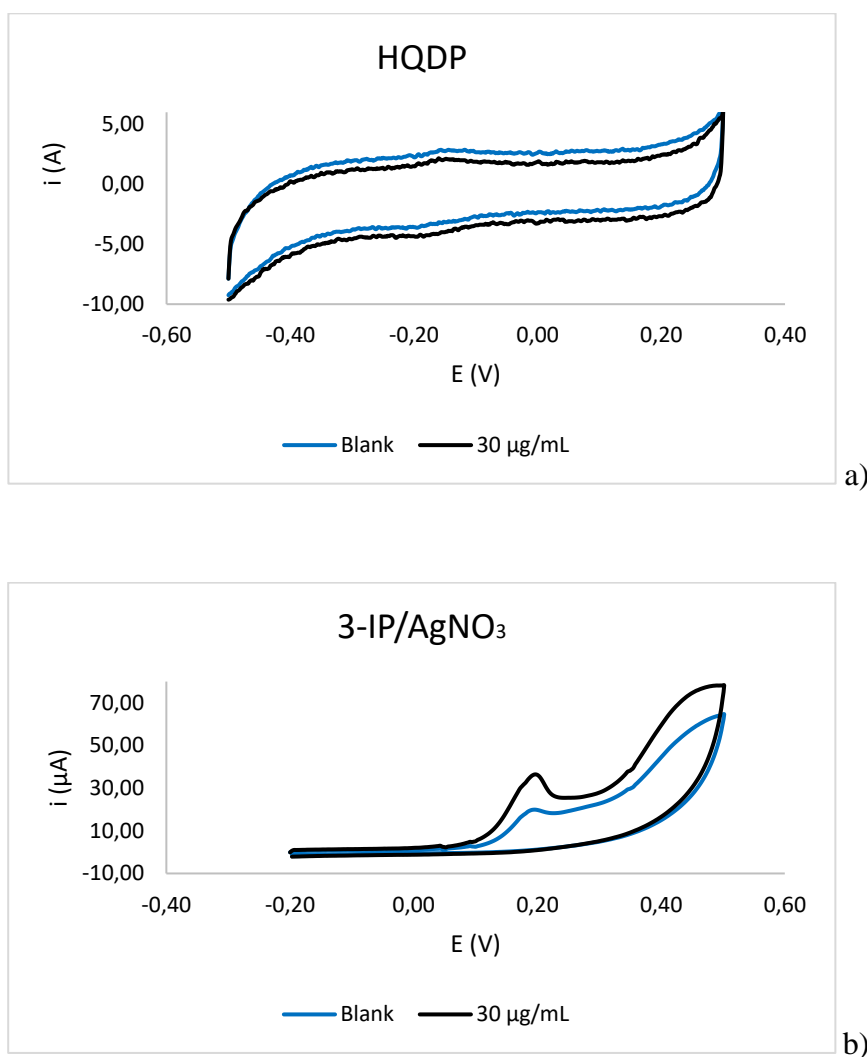 HQDP
5,00
0,00
-5,00
-10,00
i (A)
-0,60 -0,40 -0,20 0,00 0,20 0,40
E (V)
Blank 30 µg/mL
a)
3-IP/AgNO₃
70,00
50,00
30,00
10,00
-10,00
i (µA)
-0,40 -0,20 0,00 0,20 0,40 0,60
E (V)
Blank 30 µg/mL
b)